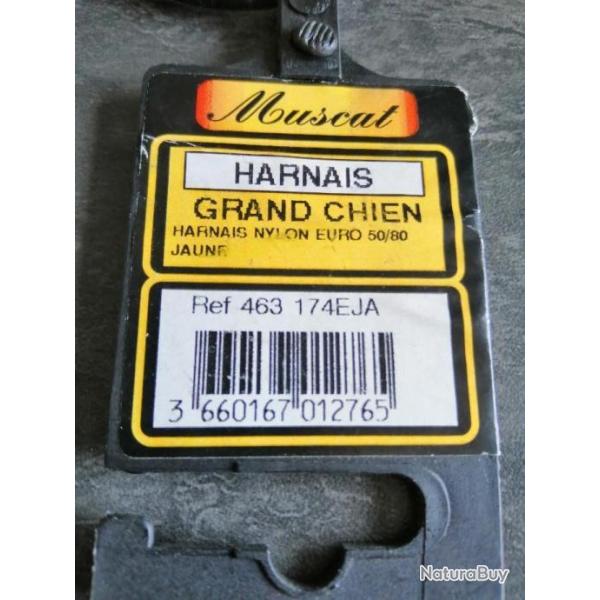 Muscat
HARNAIS
GRAND CHIEN
HARNAIS NYLON EURO 50/80
JAUNE
Ref 463 174EJA
3 660167 012765
NaturaBuy